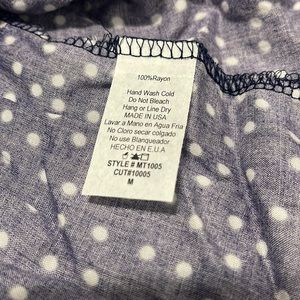 100%Rayon
Hand Wash Cold
Do Not Bleach
Hang or Line Dry
MADE IN USA
Lavar a Mano en Agua Fria
No Cloro secar colgado
No use Blanqueador
HECHO EN E.U.A
STYLE # MT1005
CUT#10005
M